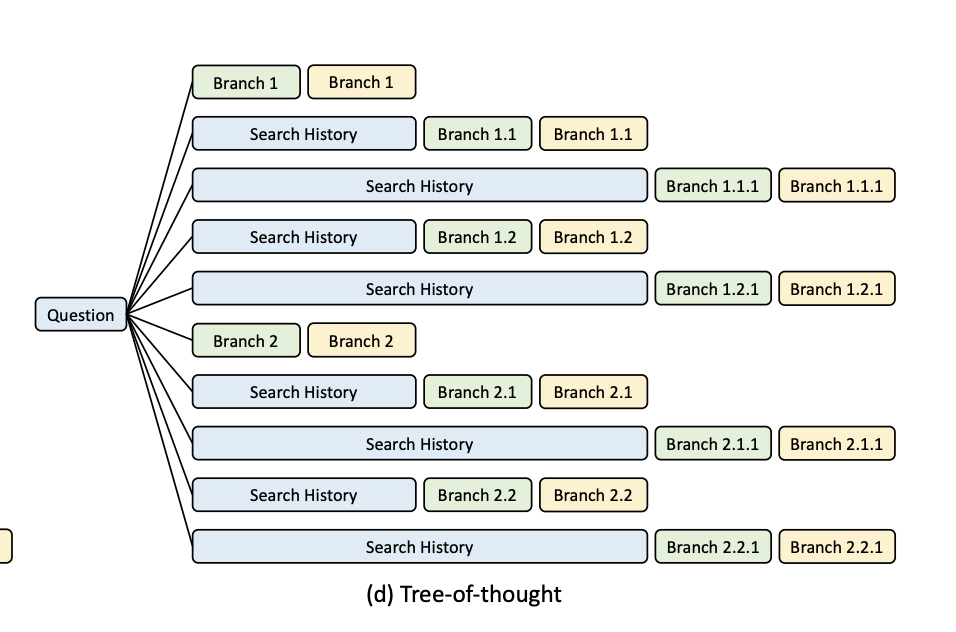 Branch 1 Branch 1
Search History Branch 1.1 Branch 1.1
Search History Branch 1.1.1 Branch 1.1.1
Search History Branch 1.2 Branch 1.2
Search History Branch 1.2.1 Branch 1.2.1
Question
Branch 2 Branch 2
Search History Branch 2.1 Branch 2.1
Search History Branch 2.1.1 Branch 2.1.1
Search History Branch 2.2 Branch 2.2
Search History Branch 2.2.1 Branch 2.2.1
(d) Tree-of-thought